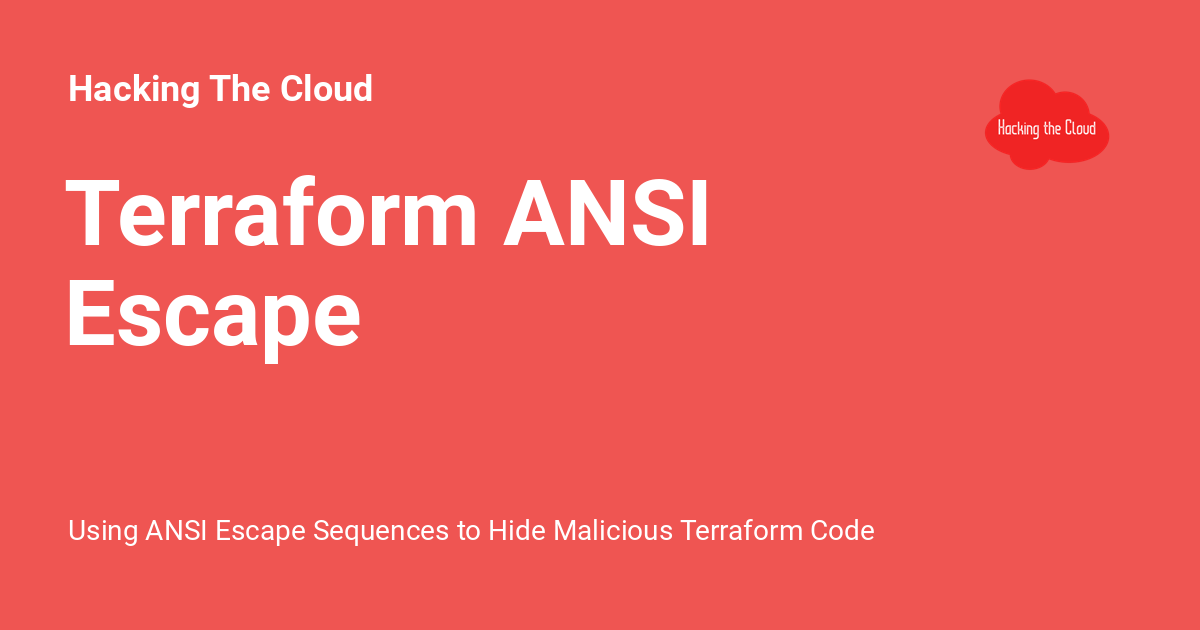 Hacking The Cloud
Hacking the Cloud
Terraform ANSI
Escape
Using ANSI Escape Sequences to Hide Malicious Terraform Code